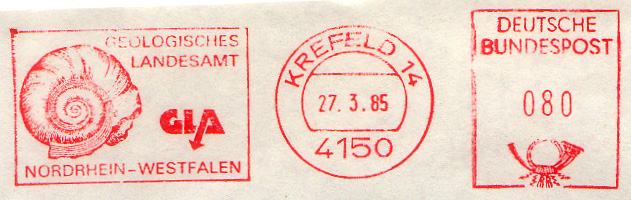 GEOLOGISCHES
LANDESAMT
GLA
NORDRHEIN-WESTFALEN
KREFELD 14
27. 3. 85
4150
DEUTSCHE
BUNDESPOST
080